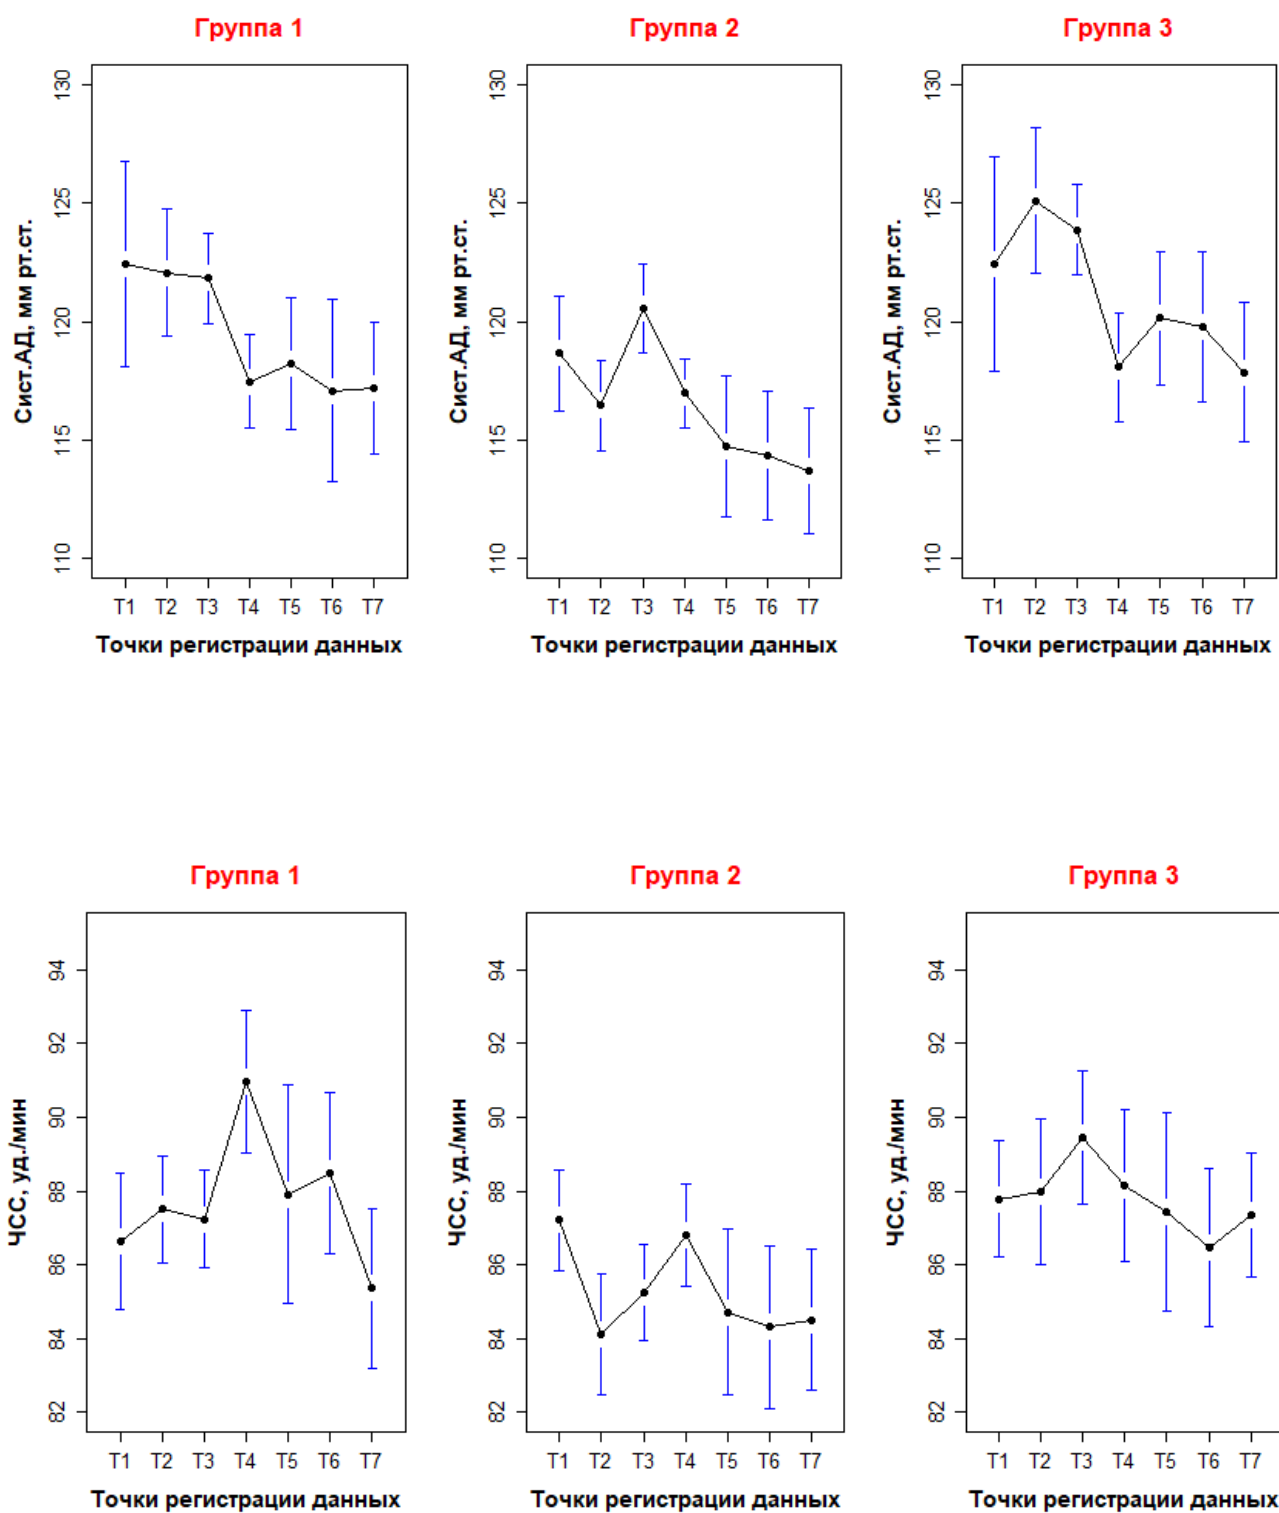 Группа 1
Группа 2
Группа 3
Сист.АД, мм рт.ст.
130
125
120
115
110
T1 T2 T3 T4 T5 T6 T7
Точки регистрации данных
Сист.АД, мм рт.ст.
130
125
120
115
110
T1 T2 T3 T4 T5 T6 T7
Точки регистрации данных
Сист.АД, мм рт.ст.
130
125
120
115
110
T1 T2 T3 T4 T5 T6 T7
Точки регистрации данных
Группа 1
Группа 2
Группа 3
ЧСС, уд./мин
94
92
90
88
86
84
82
T1 T2 T3 T4 T5 T6 T7
Точки регистрации данных
ЧСС, уд./мин
94
92
90
88
86
84
82
T1 T2 T3 T4 T5 T6 T7
Точки регистрации данных
ЧСС, уд./мин
94
92
90
88
86
84
82
T1 T2 T3 T4 T5 T6 T7
Точки регистрации данных